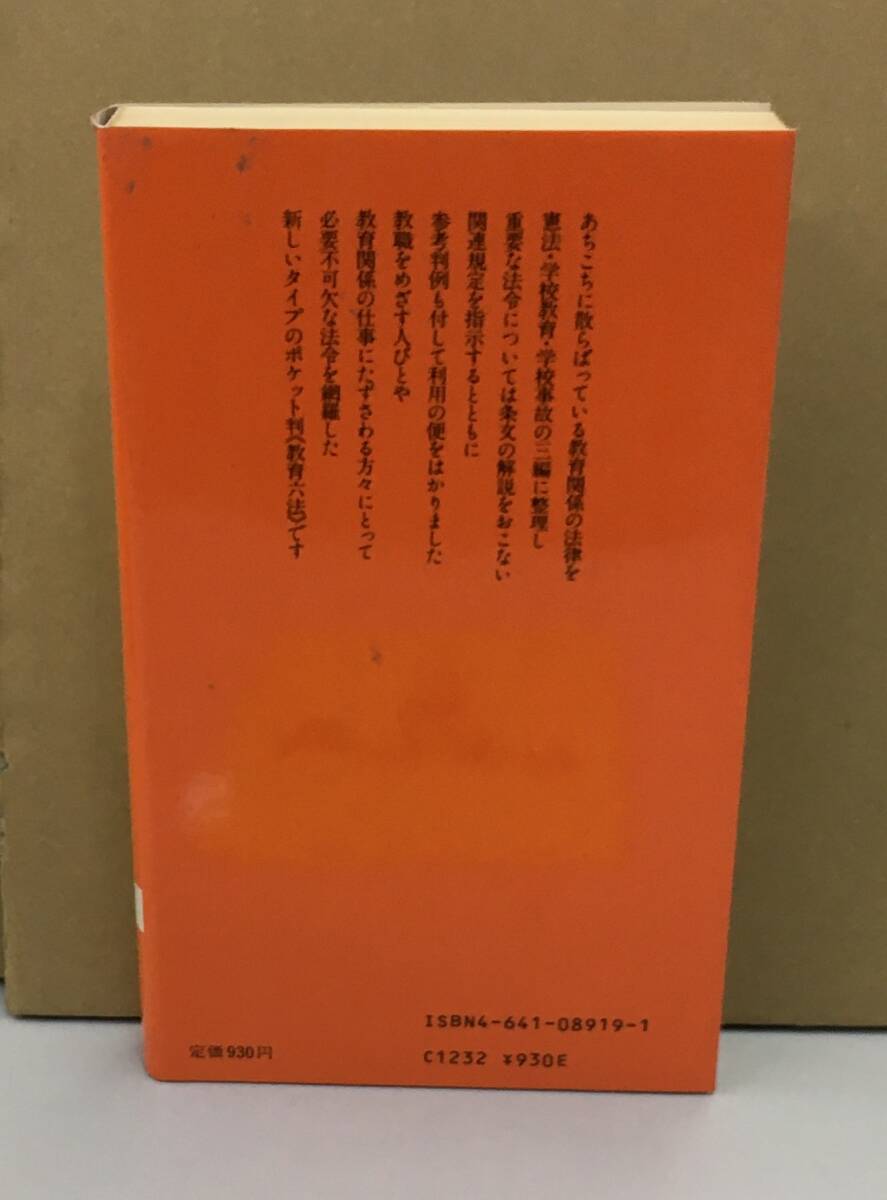 あちこちに散らばっている教育関係の法律を
憲法・学校教育・学校事故の三編に整理し
重要な法令については条文の解説をおこない
関連規定を指示するとともに
参考判例も付して利用の便をはかりました
教職をめざす人びとや
教育関係の仕事にたずさわる方々にとって
必要不可欠な法令を網羅した
新しいタイプのポケット判《教育六法》です
ISBN4-641-08919-1
定価930円
C1232 ¥930E